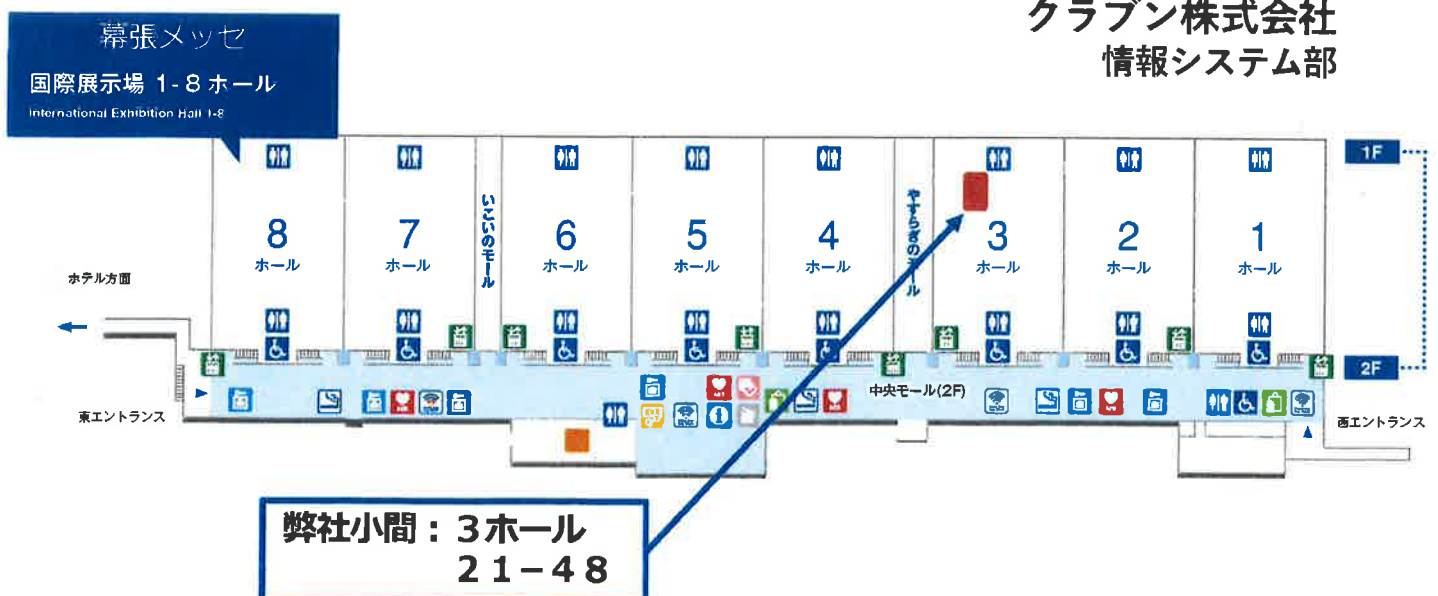 クラブン株式会社
情報システム部
幕張メッセ
国際展示場 1-8 ホール
International Exhibition Hall 1-8
1F
8
ホール
7
ホール
いこいのモール
6
ホール
5
ホール
4
ホール
やすらぎのモール
3
ホール
2
ホール
1
ホール
ホテル方面
2F
中央モール(2F)
東エントランス
西エントランス
弊社小間：3ホール
21-48